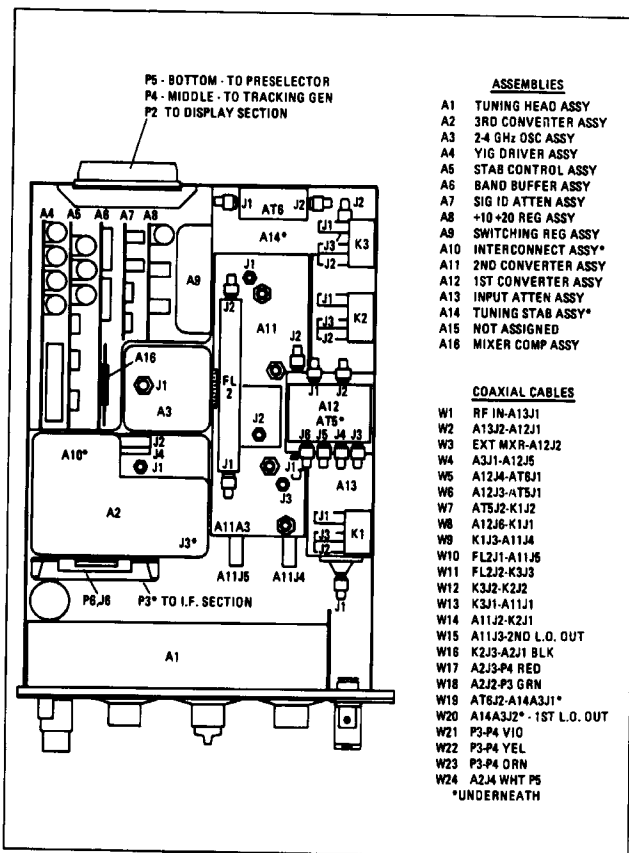 P5 - BOTTOM - TO PRESELECTOR
P4 - MIDDLE - TO TRACKING GEN
P2 TO DISPLAY SECTION
A4
A5
A6
A7
A8
J1
AT6
J2
J2
A14*
J1
J3
J2
K3
A9
J1
J2
A11
J1
J3
J2
K2
J2
A16
J1
A3
FL
2
J2
J1
J2
A12
AT5*
J6
J5
J4
J3
A10*
J2
J4
J1
J1
J1
A13
A2
J3
J1
J3
J2
K1
J3*
A11A3
A11J5
A11J4
J1
P6,J6
P3* TO I.F. SECTION
A1
ASSEMBLIES
A1 TUNING HEAD ASSY
A2 3RD CONVERTER ASSY
A3 2-4 GHz OSC ASSY
A4 YIG DRIVER ASSY
A5 STAB CONTROL ASSY
A6 BAND BUFFER ASSY
A7 SIG ID ATTEN ASSY
A8 +10 +20 REG ASSY
A9 SWITCHING REG ASSY
A10 INTERCONNECT ASSY*
A11 2ND CONVERTER ASSY
A12 1ST CONVERTER ASSY
A13 INPUT ATTEN ASSY
A14 TUNING STAB ASSY*
A15 NOT ASSIGNED
A16 MIXER COMP ASSY
COAXIAL CABLES
W1 RF IN-A13J1
W2 A13J2-A12J1
W3 EXT MXR-A12J2
W4 A3J1-A12J5
W5 A12J4-AT6J1
W6 A12J3-AT5J1
W7 AT5J2-K1J2
W8 A12J6-K1J1
W9 K1J3-A11J4
W10 FL2J1-A11J5
W11 FL2J2-K3J3
W12 K3J2-K2J2
W13 K3J1-A11J1
W14 A11J2-K2J1
W15 A11J3-2ND L.O. OUT
W16 K2J3-A2J1 BLK
W17 A2J3-P4 RED
W18 A2J2-P3 GRN
W19 AT6J2-A14A3J1*
W20 A14A3J2* - 1ST L.O. OUT
W21 P3-P4 VIO
W22 P3-P4 YEL
W23 P3-P4 ORN
W24 A2J4 WHT P5
*UNDERNEATH